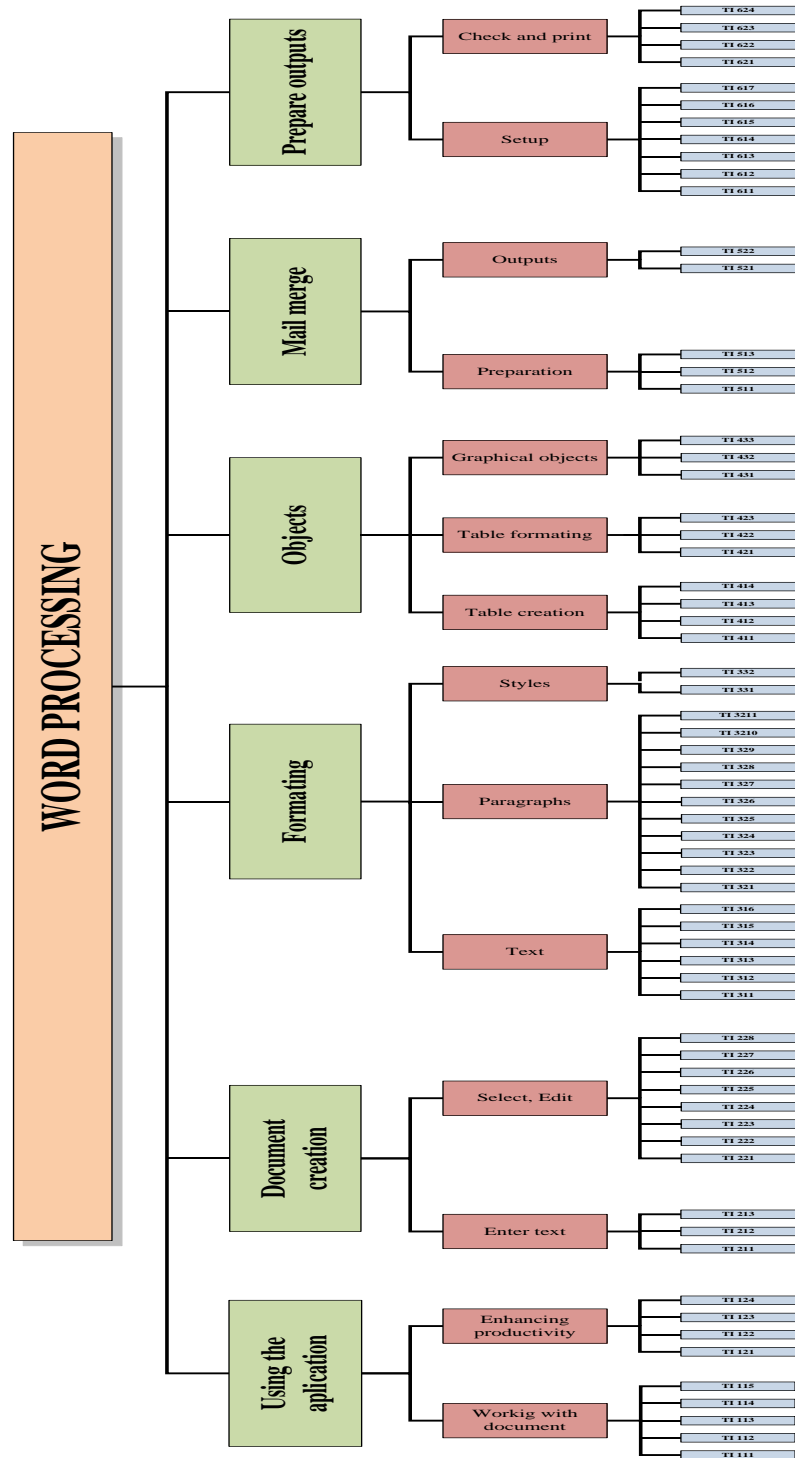 WORD PROCESSING
Prepare outputs
Check and print
TI 624
TI 623
TI 622
TI 621
Setup
TI 617
TI 616
TI 615
TI 614
TI 613
TI 612
TI 611
Mail merge
Outputs
TI 522
TI 521
Preparation
TI 513
TI 512
TI 511
Objects
Graphical objects
TI 433
TI 432
TI 431
Table formating
TI 423
TI 422
TI 421
Table creation
TI 414
TI 413
TI 412
TI 411
Formating
Styles
TI 332
TI 331
Paragraphs
TI 3211
TI 3210
TI 329
TI 328
TI 327
TI 326
TI 325
TI 324
TI 323
TI 322
TI 321
Text
TI 316
TI 315
TI 314
TI 313
TI 312
TI 311
Document
creation
Select, Edit
TI 228
TI 227
TI 226
TI 225
TI 224
TI 223
TI 222
TI 221
Enter text
TI 213
TI 212
TI 211
Using the
aplication
Enhancing
productivity
TI 124
TI 123
TI 122
TI 121
Workig with
document
TI 115
TI 114
TI 113
TI 112
TI 111